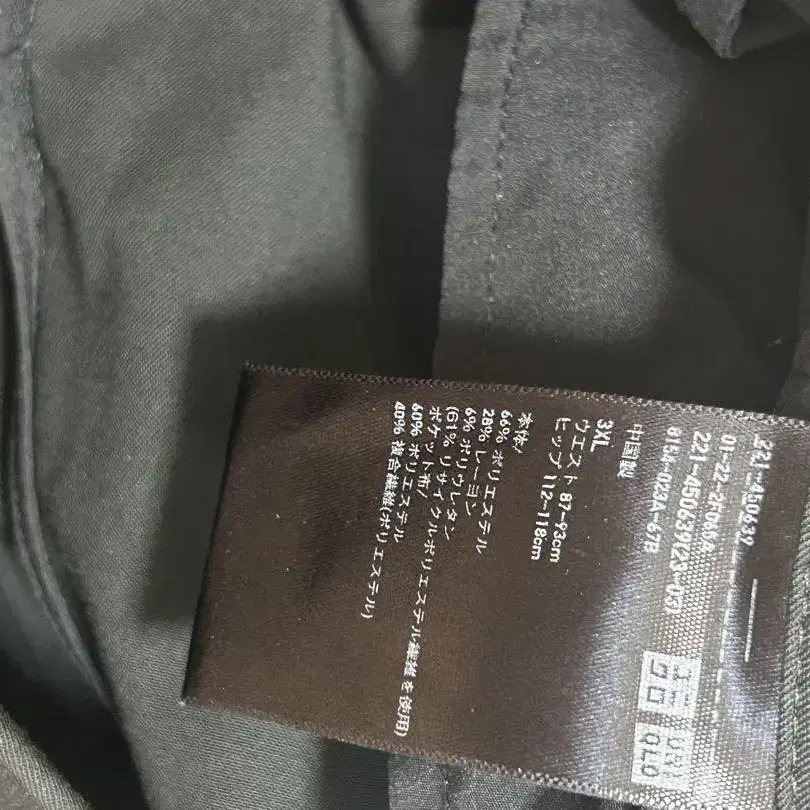 221-450639
01-22-2F066A
221-450639(23-03)
815A-023A-67B
ユニ
クロ
UNI
QLO
中国製
3XL
ウエスト 87-93cm
ヒップ 112-118cm
本体/
66% ポリエステル
28% レーヨン
6% ポリウレタン
(61% リサイクルポリエステル繊維を使用)
ポケット布/
60% ポリエステル
40% 複合繊維(ポリエステル)